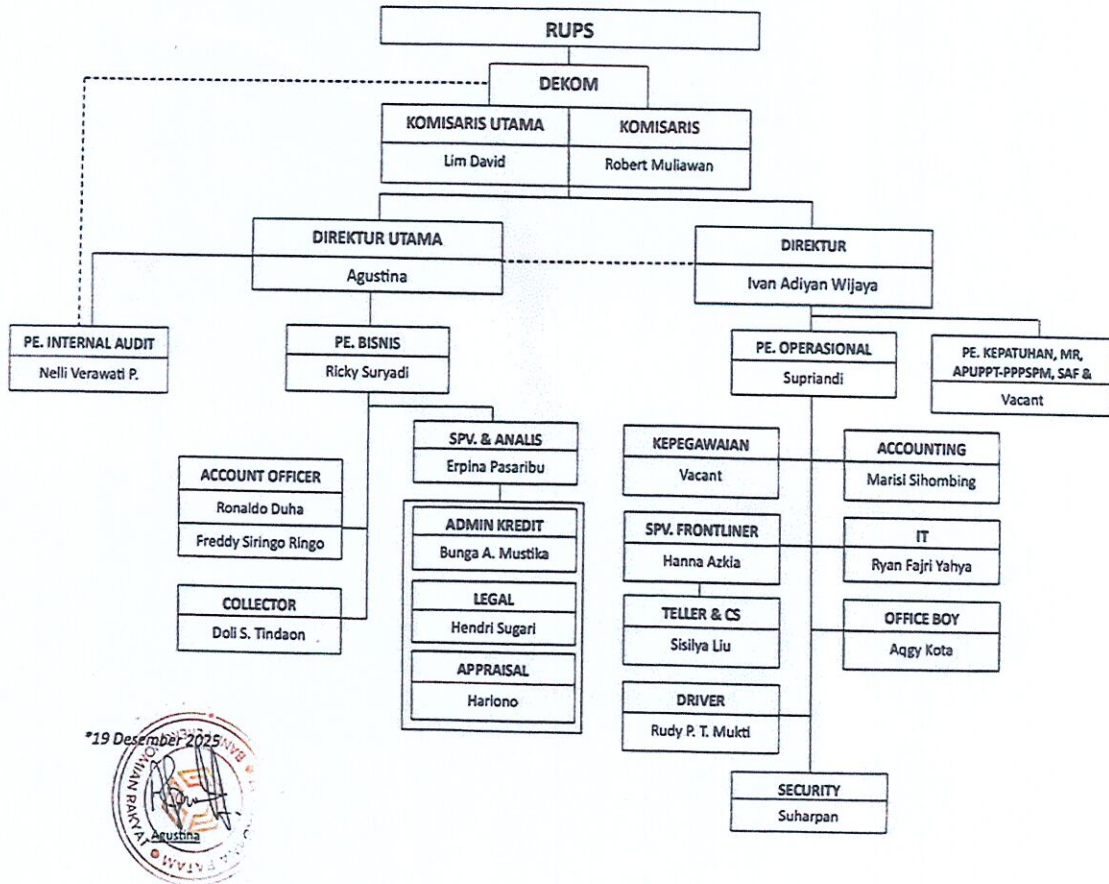 RUPS
DEKOM
KOMISARIS UTAMA
Lim David
KOMISARIS
Robert Muliawan
DIREKTUR UTAMA
Agustina
DIREKTUR
Ivan Adiyan Wijaya
PE. INTERNAL AUDIT
Nelli Verawati P.
PE. BISNIS
Ricky Suryadi
PE. OPERASIONAL
Supriandi
PE. KEPATUHAN, MR,
APUPPT-PPPSPM, SAF &
Vacant
SPV. & ANALIS
Erpina Pasaribu
ACCOUNT OFFICER
Ronaldo Duha
Freddy Siringo Ringo
ADMIN KREDIT
Bunga A. Mustika
COLLECTOR
Doli S. Tindaon
LEGAL
Hendri Sugari
APPRAISAL
Hariono
KEPEGAWAIAN
Vacant
ACCOUNTING
Marisi Sihombing
SPV. FRONTLINER
Hanna Azkia
IT
Ryan Fajri Yahya
TELLER & CS
Sisilya Liu
OFFICE BOY
Aqgy Kota
DRIVER
Rudy P. T. Mukti
SECURITY
Suharpan
*19 Desember 2025
BAN
EREKONOMIAN RAKYAT
BATAM
Agustina